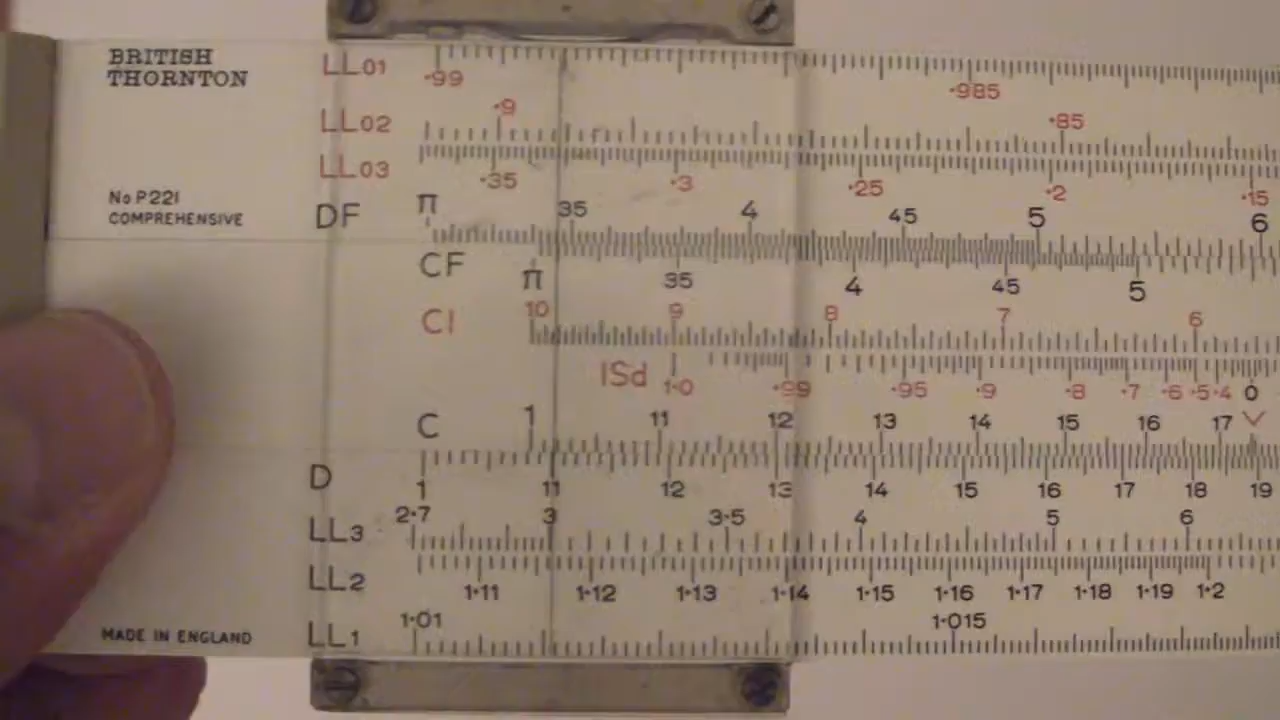 BRITISH
THORNTON
No P221
COMPREHENSIVE
MADE IN ENGLAND
LL01 ·99 ·985
·9 ·85
LL02
LL03
·35 ·3 ·25 ·2 ·15
DF π 35 4 45 5 6
CF π 35 4 45 5
CI 10 9 8 7 6
ISd 1·0 ·99 ·95 ·9 ·8 ·7 ·6 ·5 ·4 0
C 1 11 12 13 14 15 16 17
D 1 11 12 13 14 15 16 17 18 19
LL3 2·7 3 3·5 4 5 6
LL2 1·11 1·12 1·13 1·14 1·15 1·16 1·17 1·18 1·19 1·2
LL1 1·01 1·015